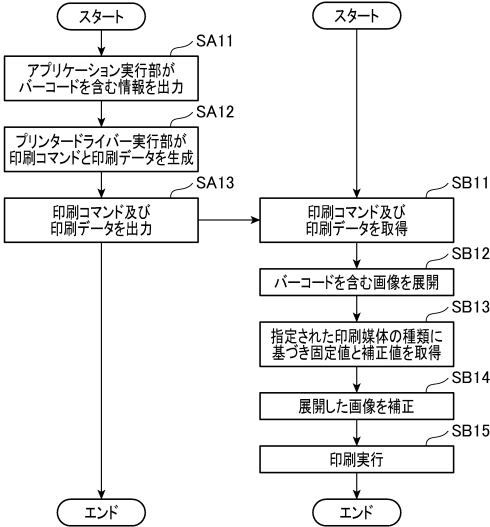 スタート
SA11
アプリケーション実行部が
バーコードを含む情報を出力
SA12
プリンタードライバー実行部が
印刷コマンドと印刷データを生成
SA13
印刷コマンド及び
印刷データを出力
エンド
スタート
SB11
印刷コマンド及び
印刷データを取得
SB12
バーコードを含む画像を展開
SB13
指定された印刷媒体の種類に
基づき固定値と補正値を取得
SB14
展開した画像を補正
SB15
印刷実行
エンド